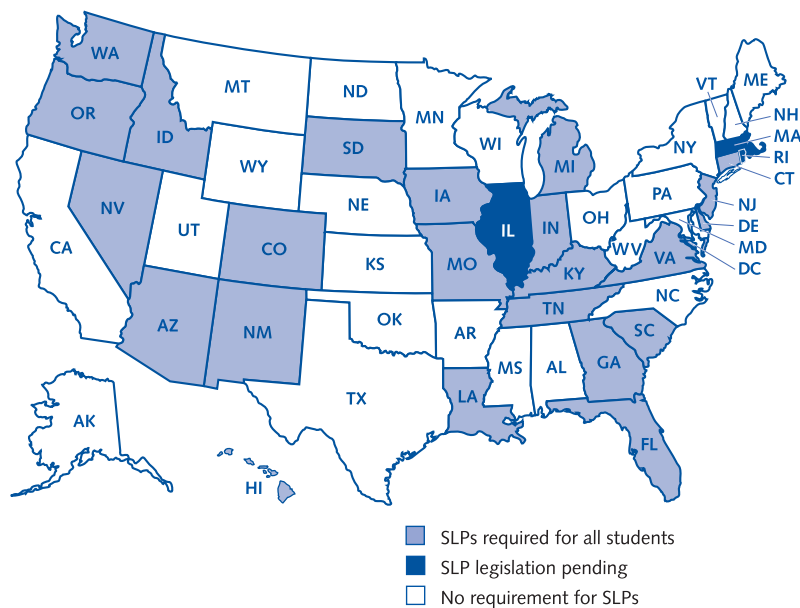 WA
MT
ND
MN
VT
ME
OR
ID
SD
WI
MI
NY
NH
MA
RI
CT
WY
NE
IA
PA
NJ
NV
UT
CO
IL
IN
OH
DE
CA
KS
MO
KY
WV
VA
MD
DC
AZ
NM
OK
AR
TN
NC
SC
TX
LA
MS
AL
GA
FL
AK
HI
SLPs required for all students
SLP legislation pending
No requirement for SLPs